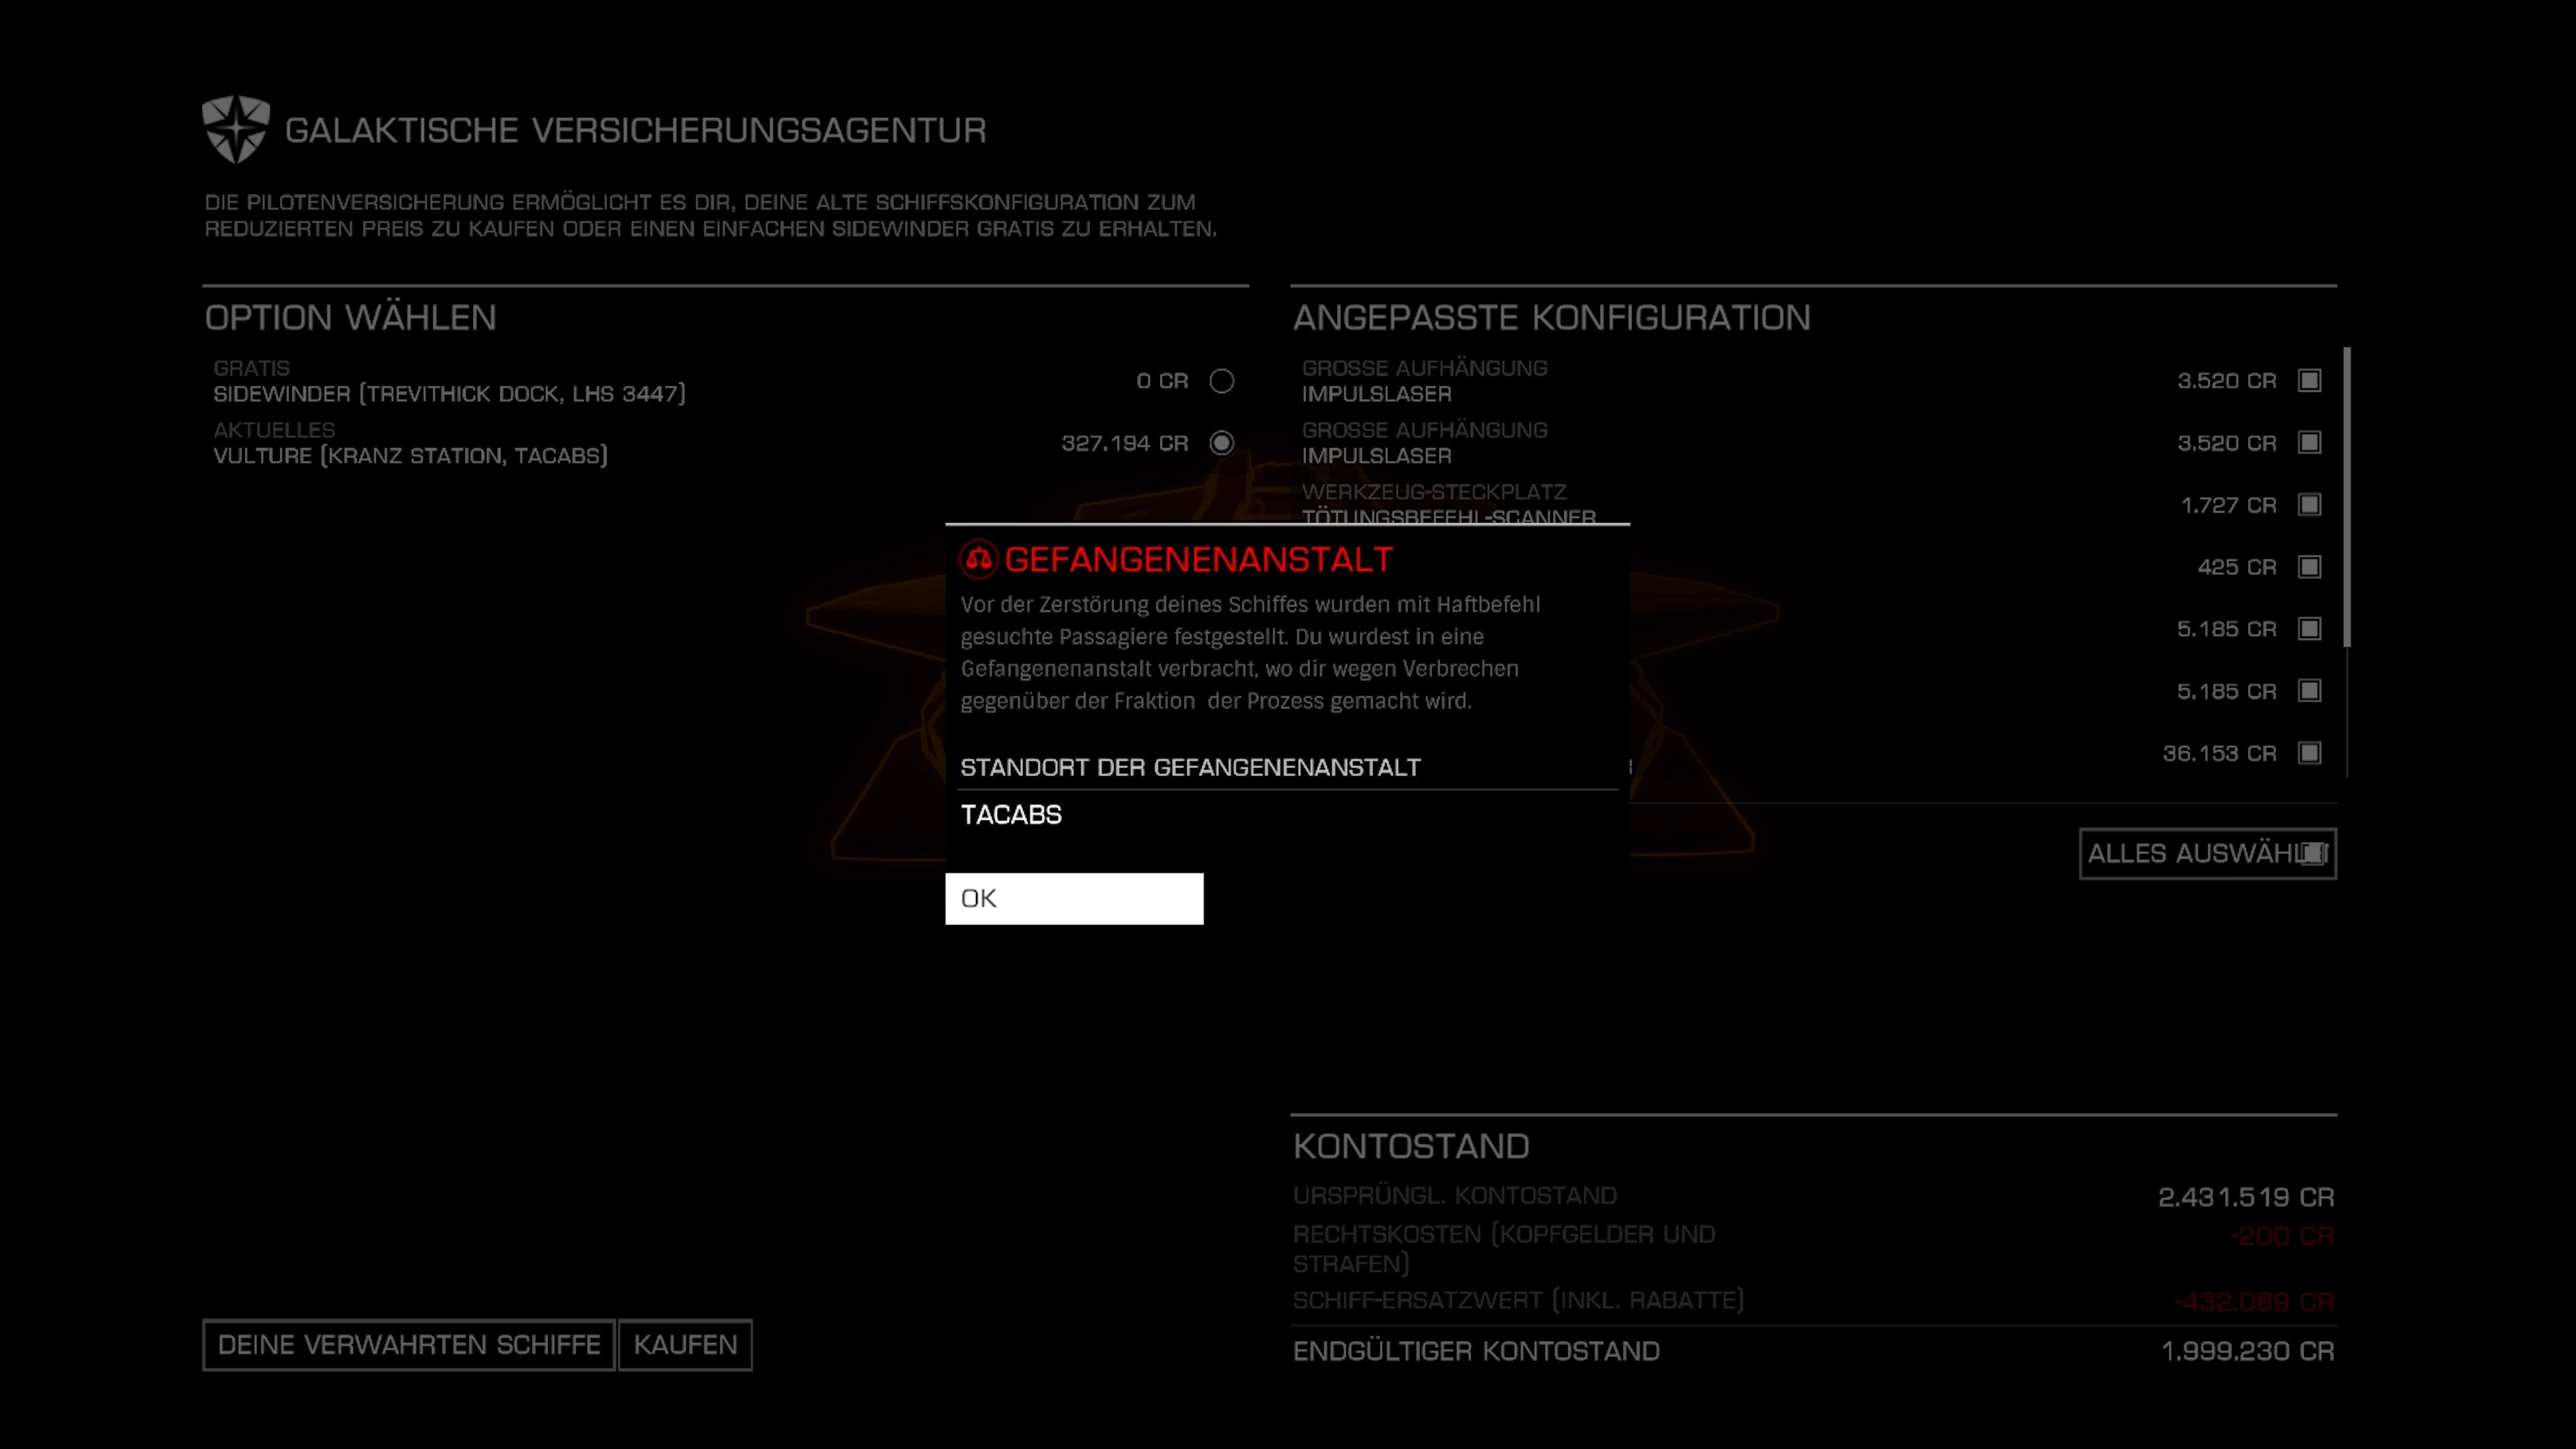 GALAKTISCHE VERSICHERUNGSAGENTUR
DIE PILOTENVERSICHERUNG ERMÖGLICHT ES DIR, DEINE ALTE SCHIFFSKONFIGURATION ZUM
REDUZIERTEN PREIS ZU KAUFEN ODER EINEN EINFACHEN SIDEWINDER GRATIS ZU ERHALTEN.
OPTION WÄHLEN
GRATIS
SIDEWINDER (TREVITHICK DOCK, LHS 3447)
0 CR
AKTUELLES
VULTURE (KRANZ STATION, TACABS)
327.194 CR
ANGEPASSTE KONFIGURATION
GROSSE AUFHÄNGUNG
IMPULSLASER
3.520 CR
GROSSE AUFHÄNGUNG
IMPULSLASER
3.520 CR
WERKZEUG-STECKPLATZ
TÖTUNGSBEFEHL-SCANNER
1.727 CR
425 CR
5.185 CR
5.185 CR
36.153 CR
GEFANGENENANSTALT
Vor der Zerstörung deines Schiffes wurden mit Haftbefehl
gesuchte Passagiere festgestellt. Du wurdest in eine
Gefangenenanstalt verbracht, wo dir wegen Verbrechen
gegenüber der Fraktion  der Prozess gemacht wird.
STANDORT DER GEFANGENENANSTALT
TACABS
OK
ALLES AUSWÄHLEN
KONTOSTAND
URSPRÜNGL. KONTOSTAND
2.431.519 CR
RECHTSKOSTEN (KOPFGELDER UND
STRAFEN)
-200 CR
SCHIFF-ERSATZWERT (INKL. RABATTE)
-432.089 CR
ENDGÜLTIGER KONTOSTAND
1.999.230 CR
DEINE VERWAHRTEN SCHIFFE
KAUFEN